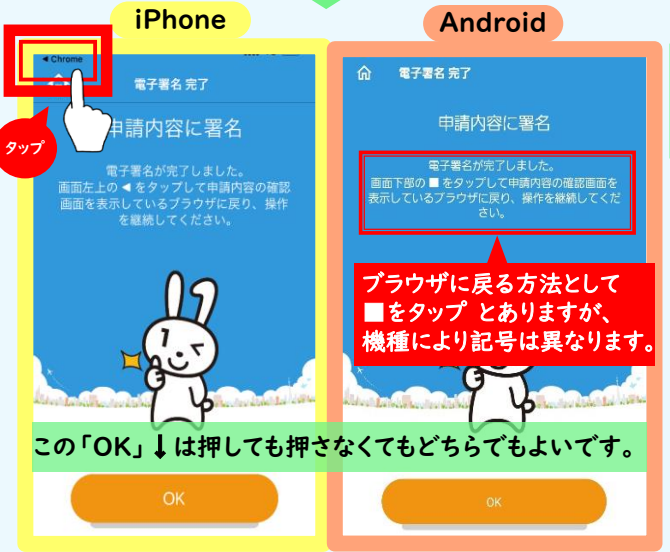 iPhone
◀ Chrome
電子署名 完了
タップ
申請内容に署名
電子署名が完了しました。
画面左上の ◀ をタップして申請内容の確認
画面を表示しているブラウザに戻り、操作
を継続してください。
Android
電子署名 完了
申請内容に署名
電子署名が完了しました。
画面下部の ■ をタップして申請内容の確認画面を
表示しているブラウザに戻り、操作を継続してくだ
さい。
ブラウザに戻る方法として
■をタップ とありますが、
機種により記号は異なります。
この「OK」↓は押しても押さなくてもどちらでもよいです。
OK
OK